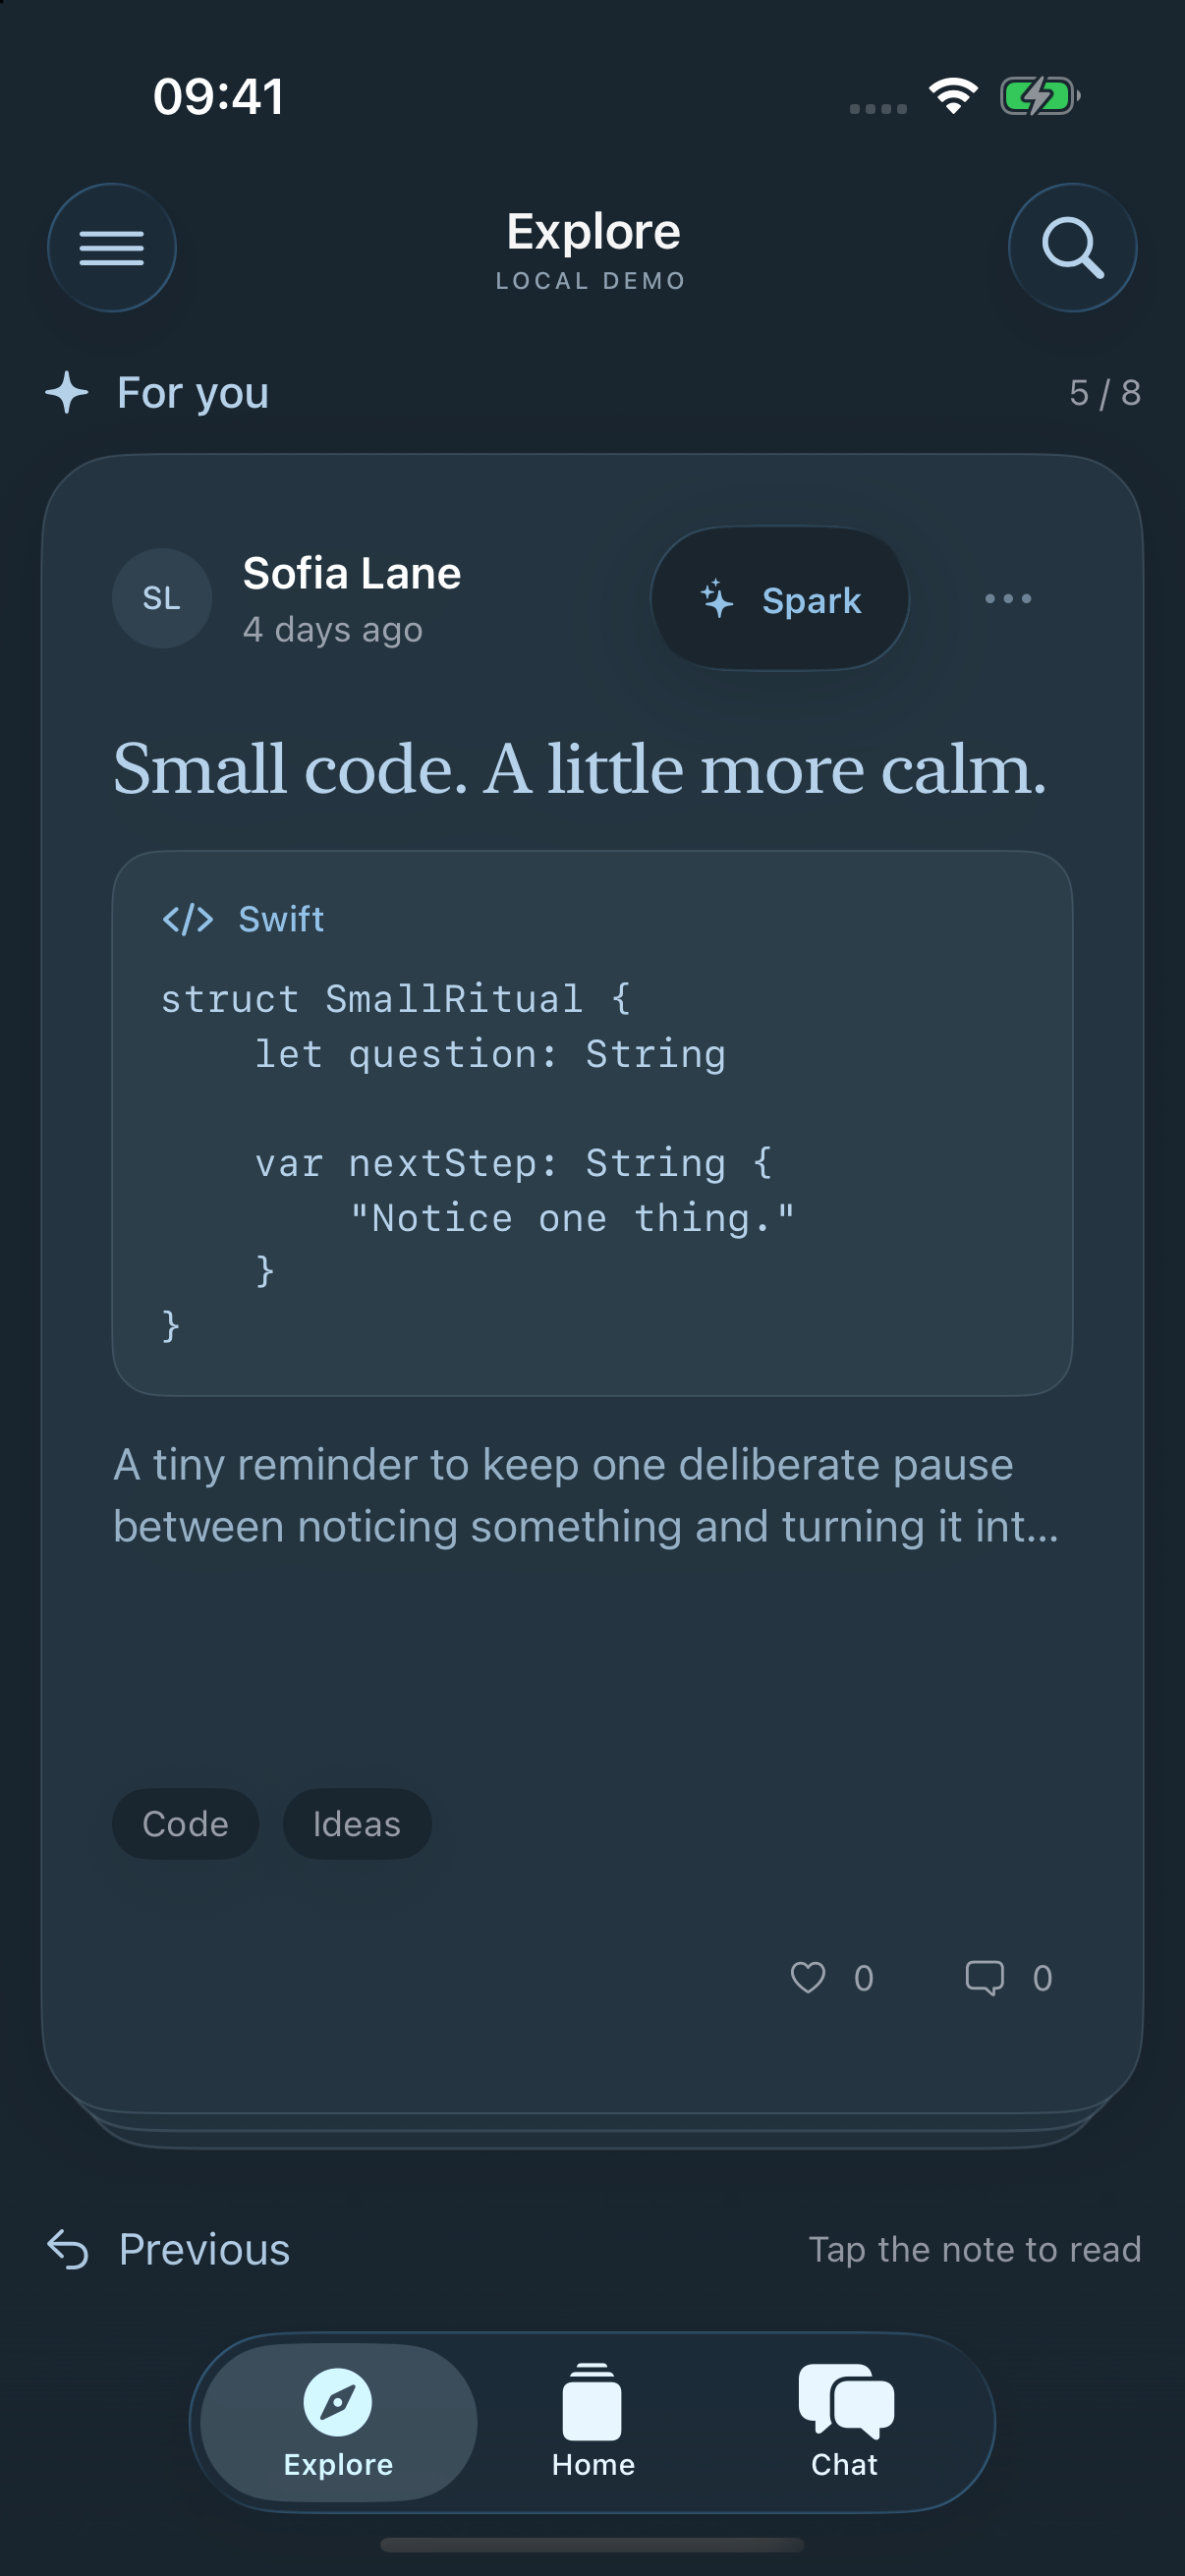 09:41
Explore
LOCAL DEMO
For you
5 / 8
SL
Sofia Lane
4 days ago
Spark
Small code. A little more calm.
</> Swift
struct SmallRitual {
    let question: String

    var nextStep: String {
        "Notice one thing."
    }
}
A tiny reminder to keep one deliberate pause
between noticing something and turning it int...
Code
Ideas
0
0
Previous
Tap the note to read
Explore
Home
Chat